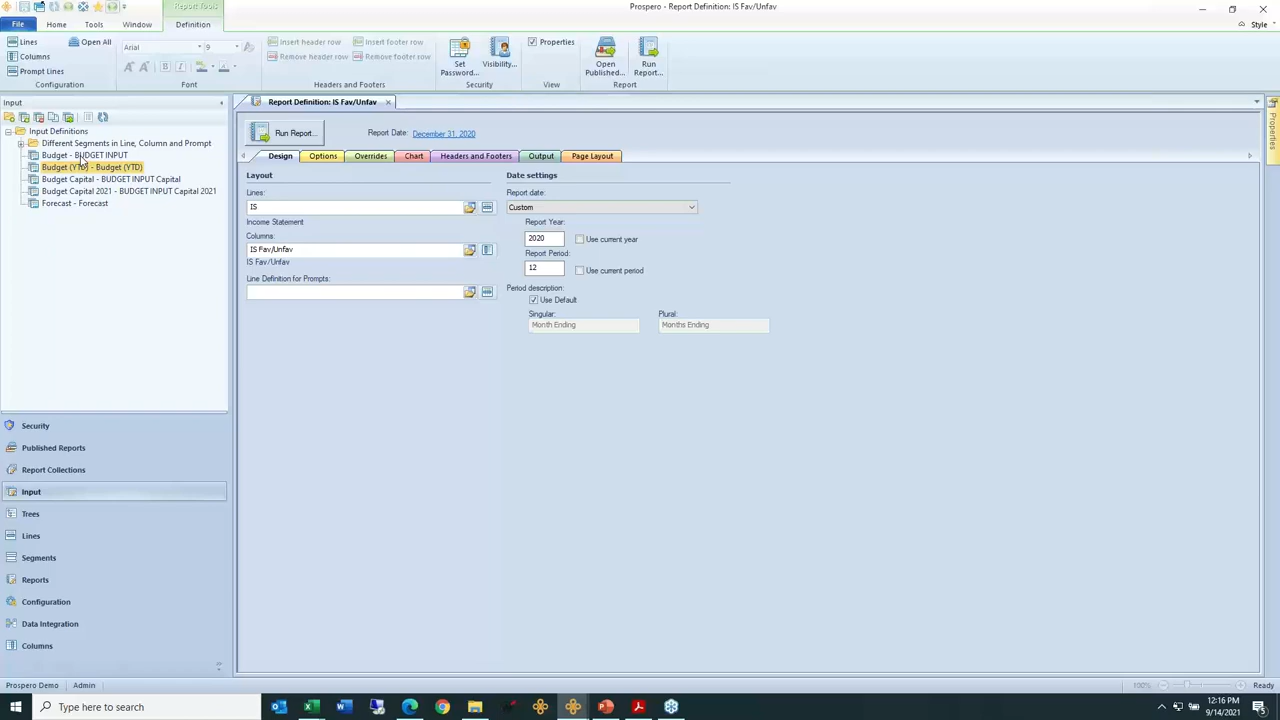 Report Tools
Prospero - Report Definition: IS Fav/Unfav
File
Home
Tools
Window
Definition
Style
Lines
Open All
Columns
Prompt Lines
Configuration
Arial
9
B
I
U
Font
Insert header row
Insert footer row
Remove header row
Remove footer row
Headers and Footers
Set Password...
Visibility...
Security
Properties
View
Open Published...
Run Report...
Report
Input
Input Definitions
Different Segments in Line, Column and Prompt
Budget - BUDGET INPUT
Budget (YTD) - Budget (YTD)
Budget Capital - BUDGET INPUT Capital
Budget Capital 2021 - BUDGET INPUT Capital 2021
Forecast - Forecast
Security
Published Reports
Report Collections
Input
Trees
Lines
Segments
Reports
Configuration
Data Integration
Columns
Report Definition: IS Fav/Unfav
Run Report...
Report Date: December 31, 2020
Design
Options
Overrides
Chart
Headers and Footers
Output
Page Layout
Layout
Lines:
IS
Income Statement
Columns:
IS Fav/Unfav
IS Fav/Unfav
Line Definition for Prompts:
Date settings
Report date:
Custom
Report Year:
2020
Use current year
Report Period:
12
Use current period
Period description:
Use Default
Singular:
Plural:
Month Ending
Months Ending
Properties
Prospero Demo
Admin
100%
Ready
Type here to search
12:16 PM
9/14/2021